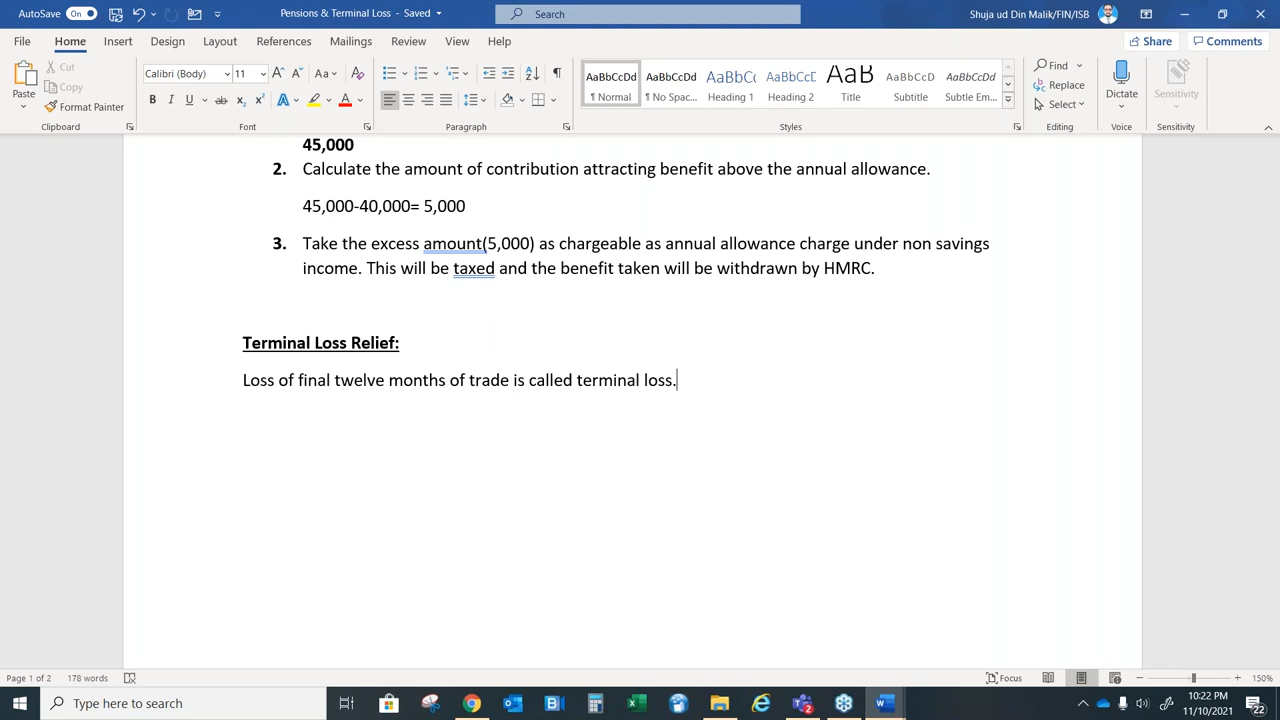 AutoSave On Pensions & Terminal Loss Relief - Saved Search Shuja ud Din Malik/FIN/ISB
File Home Insert Design Layout References Mailings Review View Help Share Comments
Paste Cut Copy Format Painter
Clipboard
Calibri (Body) 11
Font
Paragraph
AaBbCcDd AaBbCcDd AaBbC( AaBbCcE AaB AaBbCcD AaBbCcDd
¶ Normal ¶ No Spac... Heading 1 Heading 2 Title Subtitle Subtle Em...
Styles
Find
Replace
Select
Editing
Dictate
Voice
Sensitivity
Sensitivity
45,000
2. Calculate the amount of contribution attracting benefit above the annual allowance.
45,000-40,000= 5,000
3. Take the excess amount(5,000) as chargeable as annual allowance charge under non savings
income. This will be taxed and the benefit taken will be withdrawn by HMRC.
Terminal Loss Relief:
Loss of final twelve months of trade is called terminal loss.
Page 1 of 2 178 words Focus 150%
Type here to search
10:22 PM
11/10/2021
22